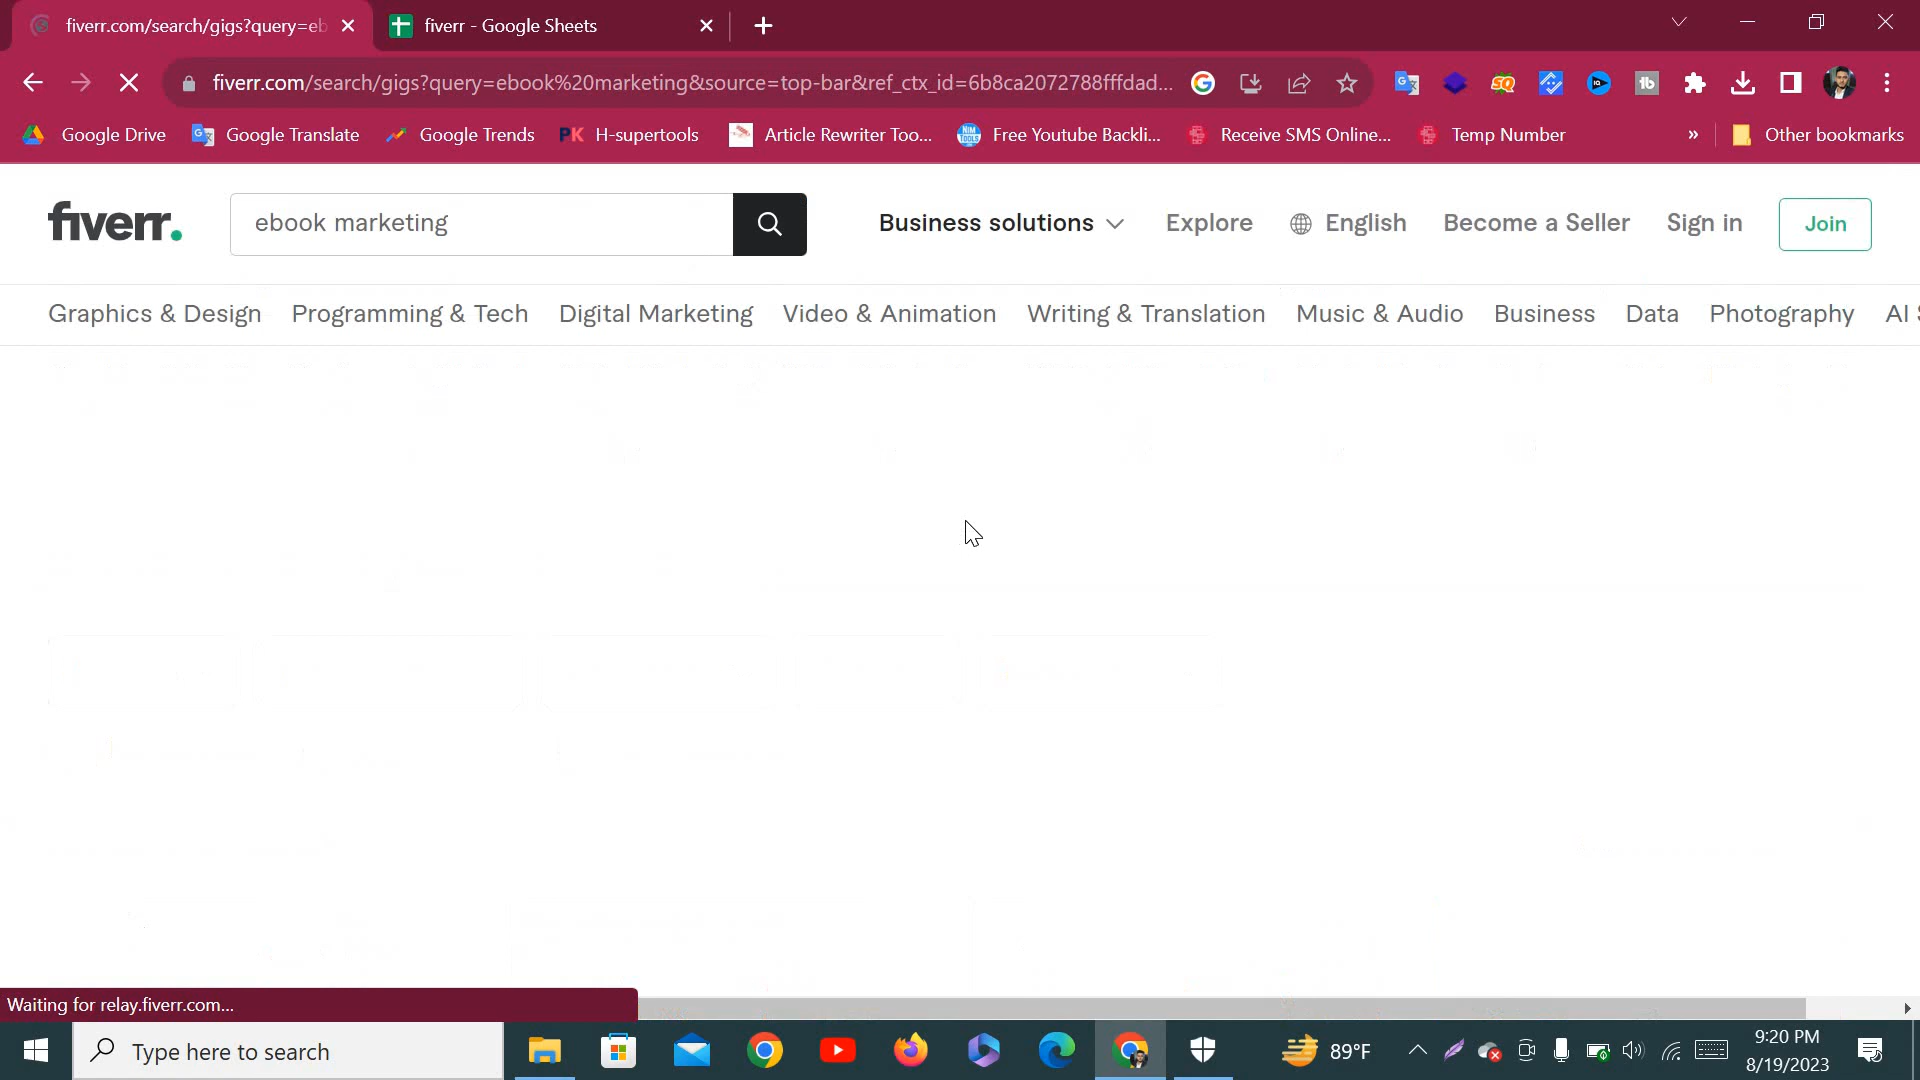 fiverr.com/search/gigs?query=eb
fiverr - Google Sheets
fiverr.com/search/gigs?query=ebook%20marketing&source=top-bar&ref_ctx_id=6b8ca2072788fffdad...
Google Drive Google Translate Google Trends PK H-supertools Article Rewriter Too... Free Youtube Backli... Receive SMS Online... Temp Number » Other bookmarks
fiverr. ebook marketing Business solutions Explore English Become a Seller Sign in Join
Graphics & Design Programming & Tech Digital Marketing Video & Animation Writing & Translation Music & Audio Business Data Photography AI
Waiting for relay.fiverr.com...
Type here to search 89°F 9:20 PM
8/19/2023